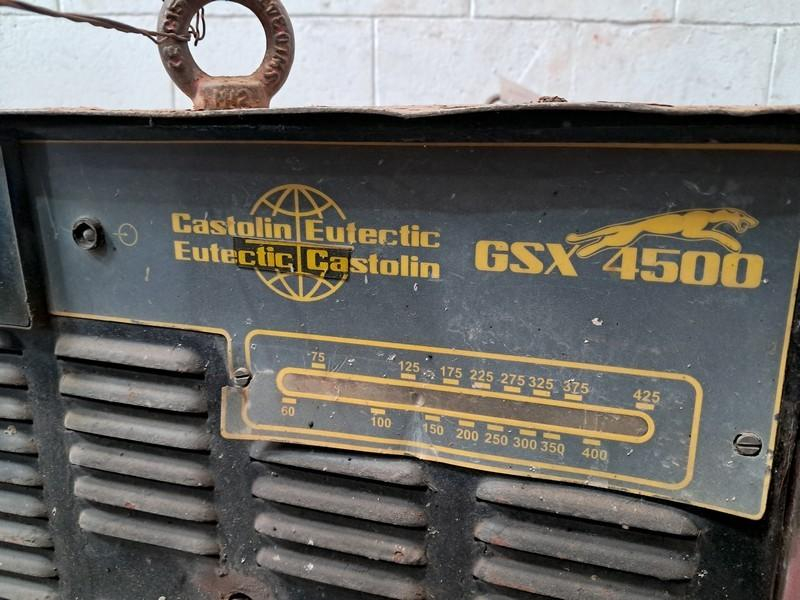 Castolin Eutectic
Eutectic Castolin
GSX 4500
75 125 175 225 275 325 375 425
60 100 150 200 250 300 350 400